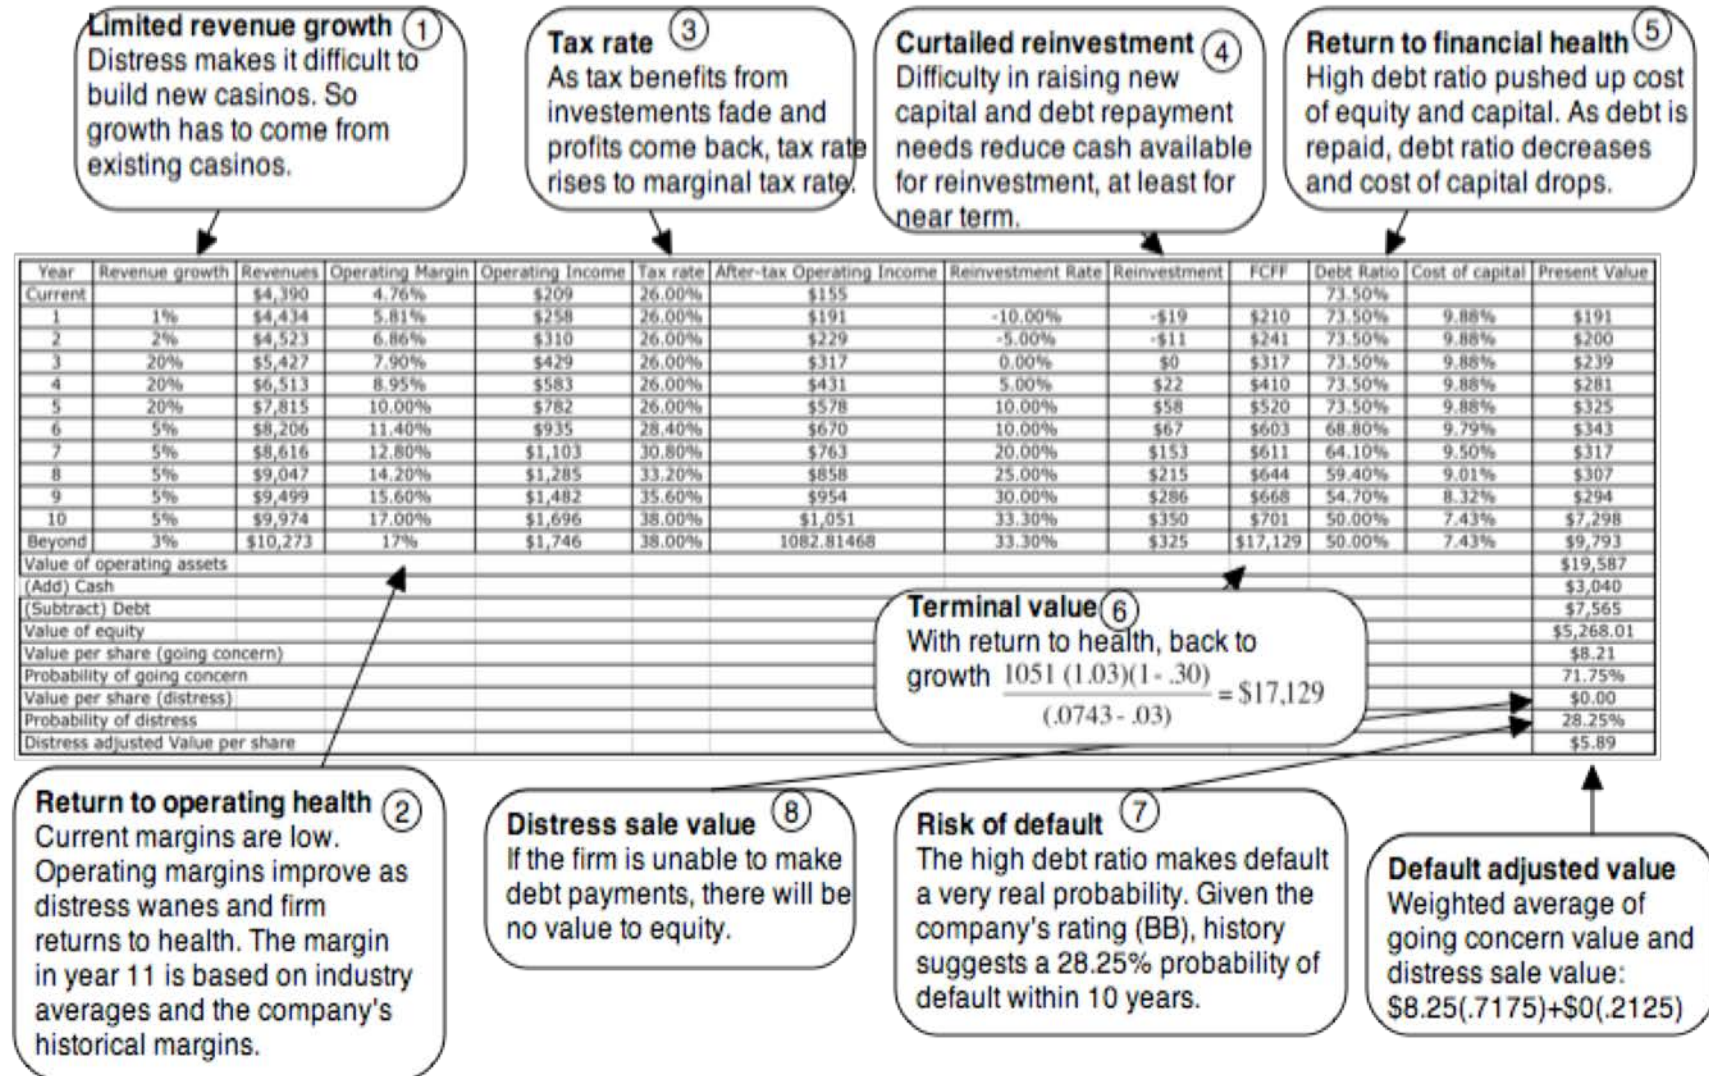 Limited revenue growth 1
Distress makes it difficult to
build new casinos. So
growth has to come from
existing casinos.
Tax rate 3
As tax benefits from
investements fade and
profits come back, tax rate
rises to marginal tax rate.
Curtailed reinvestment 4
Difficulty in raising new
capital and debt repayment
needs reduce cash available
for reinvestment, at least for
near term.
Return to financial health 5
High debt ratio pushed up cost
of equity and capital. As debt is
repaid, debt ratio decreases
and cost of capital drops.
Year Revenue growth Revenues Operating Margin Operating Income Tax rate After-tax Operating Income Reinvestment Rate Reinvestment FCFF Debt Ratio Cost of capital Present Value
Current $4,390 4.76% $209 26.00% $155 73.50%
1 1% $4,434 5.81% $258 26.00% $191 -10.00% -$19 $210 73.50% 9.88% $191
2 2% $4,523 6.86% $310 26.00% $229 -5.00% -$11 $241 73.50% 9.88% $200
3 20% $5,427 7.90% $429 26.00% $317 0.00% $0 $317 73.50% 9.88% $239
4 20% $6,513 8.95% $583 26.00% $431 5.00% $22 $410 73.50% 9.88% $281
5 20% $7,815 10.00% $782 26.00% $578 10.00% $58 $520 73.50% 9.88% $325
6 5% $8,206 11.40% $935 28.40% $670 10.00% $67 $603 68.80% 9.79% $343
7 5% $8,616 12.80% $1,103 30.80% $763 20.00% $153 $611 64.10% 9.50% $317
8 5% $9,047 14.20% $1,285 33.20% $858 25.00% $215 $644 59.40% 9.01% $307
9 5% $9,499 15.60% $1,482 35.60% $954 30.00% $286 $668 54.70% 8.32% $294
10 5% $9,974 17.00% $1,696 38.00% $1,051 33.30% $350 $701 50.00% 7.43% $7,298
Beyond 3% $10,273 17% $1,746 38.00% 1082.81468 33.30% $325 $17,129 50.00% 7.43% $9,793
Value of operating assets $19,587
(Add) Cash $3,040
(Subtract) Debt $7,565
Value of equity $5,268.01
Value per share (going concern) $8.21
Probability of going concern 71.75%
Value per share (distress) $0.00
Probability of distress 28.25%
Distress adjusted Value per share $5.89
Terminal value 6
With return to health, back to
growth 1051 (1.03)(1 - .30) / (.0743 - .03) = $17,129
Return to operating health 2
Current margins are low.
Operating margins improve as
distress wanes and firm
returns to health. The margin
in year 11 is based on industry
averages and the company's
historical margins.
Distress sale value 8
If the firm is unable to make
debt payments, there will be
no value to equity.
Risk of default 7
The high debt ratio makes default
a very real probability. Given the
company's rating (BB), history
suggests a 28.25% probability of
default within 10 years.
Default adjusted value
Weighted average of
going concern value and
distress sale value:
$8.25(.7175)+$0(.2125)